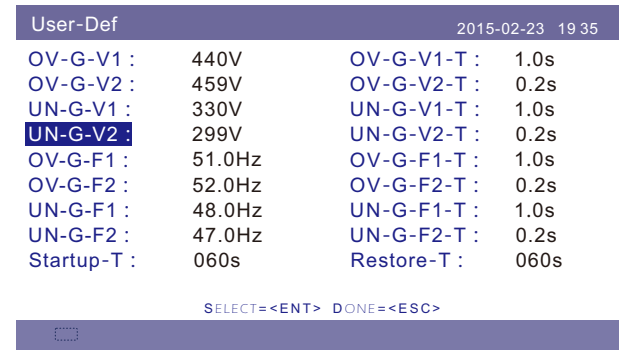 User-Def 2015-02-23 19 35
OV-G-V1 : 440V OV-G-V1-T : 1.0s
OV-G-V2 : 459V OV-G-V2-T : 0.2s
UN-G-V1 : 330V UN-G-V1-T : 1.0s
UN-G-V2 : 299V UN-G-V2-T : 0.2s
OV-G-F1 : 51.0Hz OV-G-F1-T : 1.0s
OV-G-F2 : 52.0Hz OV-G-F2-T : 0.2s
UN-G-F1 : 48.0Hz UN-G-F1-T : 1.0s
UN-G-F2 : 47.0Hz UN-G-F2-T : 0.2s
Startup-T : 060s Restore-T : 060s
SELECT=<ENT> DONE=<ESC>